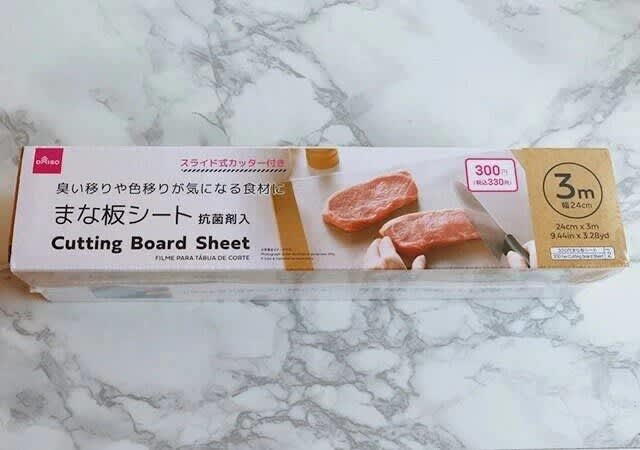 DAISO
スライド式カッター付き
臭い移りや色移りが気になる食材に
まな板シート 抗菌剤入
Cutting Board Sheet
FILME PARA TÁBUA DE CORTE
300円
(税込330円)
3m
幅24cm
24cm x 3m
9.44in x 3.28yd